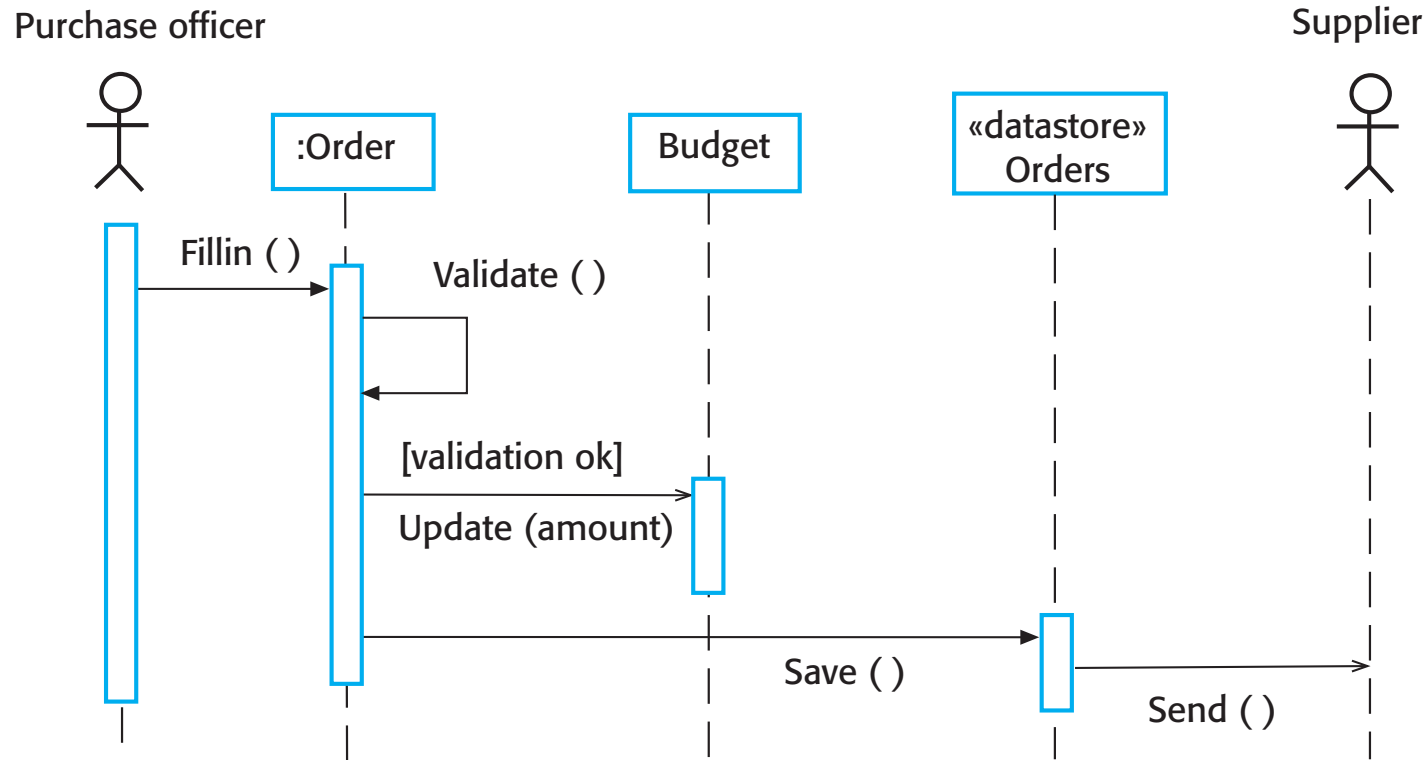 Purchase officer
Supplier
:Order
Budget
«datastore»
Orders
Fillin ( )
Validate ( )
[validation ok]
Update (amount)
Save ( )
Send ( )